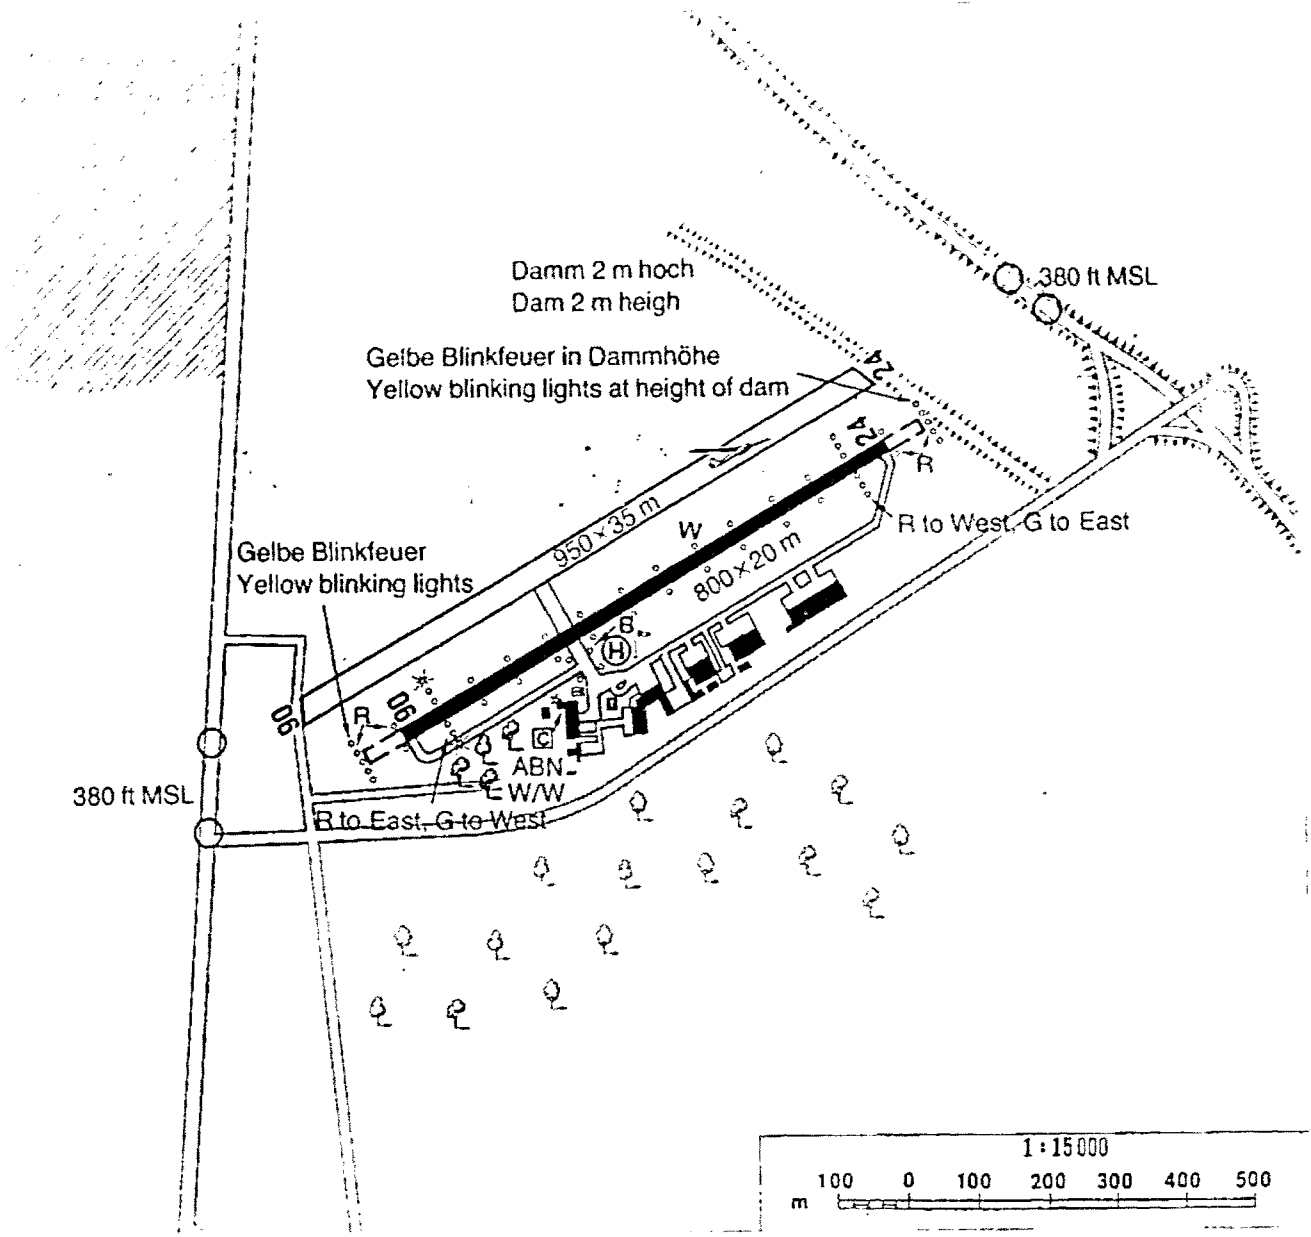 380 ft MSL
Damm 2 m hoch
Dam 2 m heigh
Gelbe Blinkfeuer in Dammhöhe
Yellow blinking lights at height of dam
24
24
R
R to West, G to East
950 × 35 m
W
800 × 20 m
Gelbe Blinkfeuer
Yellow blinking lights
B
H
06
06
R
C
ABN
W/W
380 ft MSL
R to East, G to West
1 : 15 000
m 100 0 100 200 300 400 500